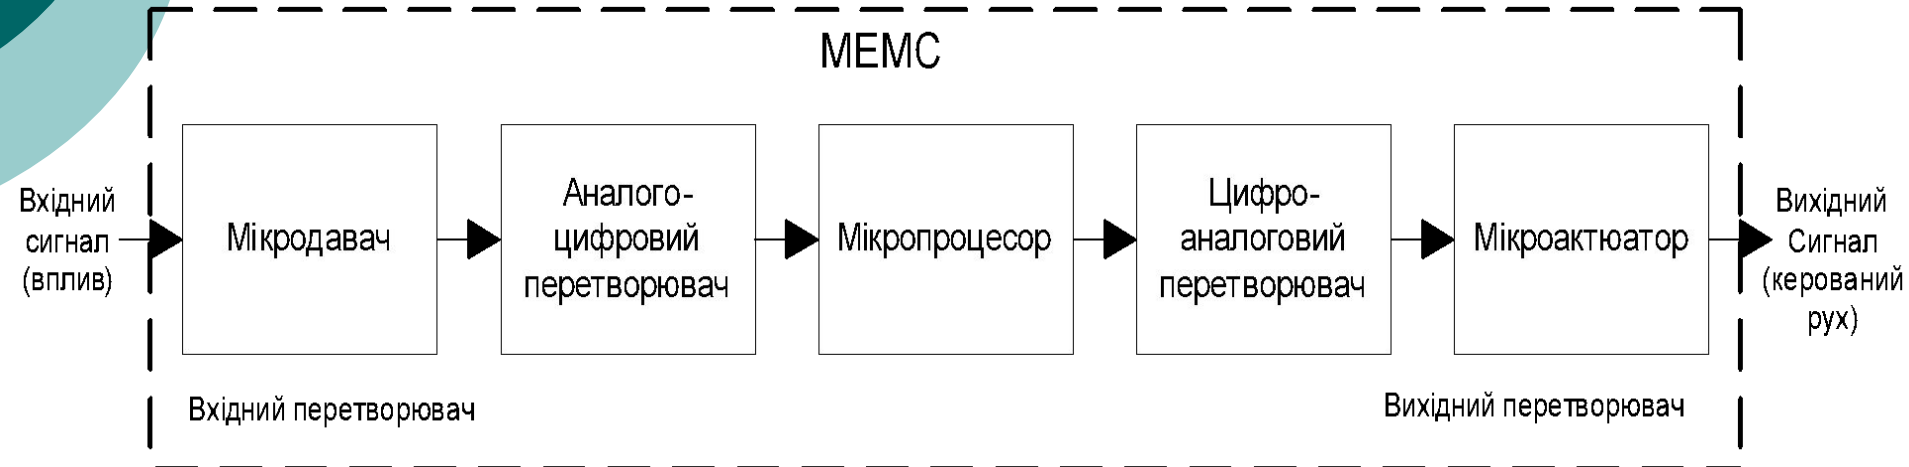 МЕМС
Вхідний
сигнал
(вплив)
Мікродавач
Аналого-
цифровий
перетворювач
Мікропроцесор
Цифро-
аналоговий
перетворювач
Мікроактюатор
Вихідний
Сигнал
(керований
рух)
Вхідний перетворювач
Вихідний перетворювач